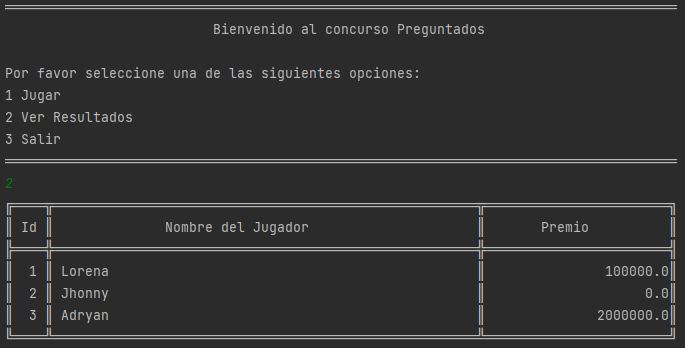 Bienvenido al concurso Preguntados
Por favor seleccione una de las siguientes opciones:
1 Jugar
2 Ver Resultados
3 Salir
2
Id Nombre del Jugador Premio
1 Lorena 100000.0
2 Jhonny 0.0
3 Adryan 2000000.0